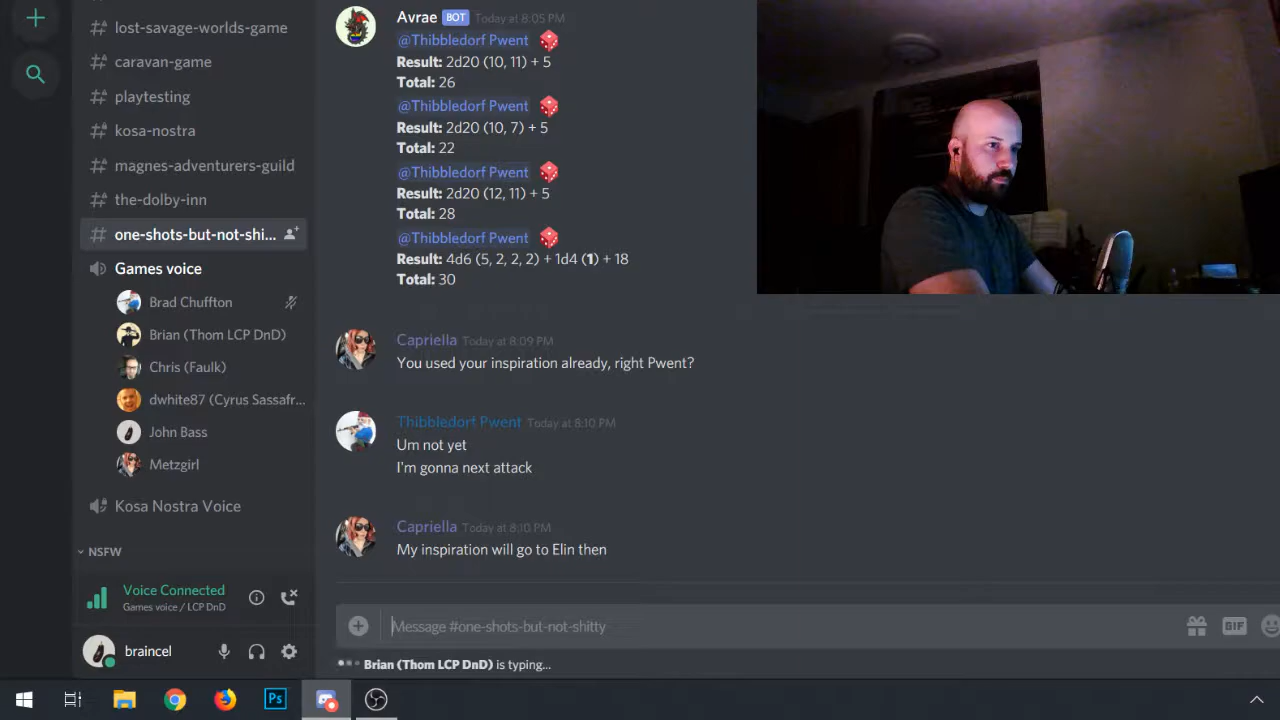 lost-savage-worlds-game
caravan-game
playtesting
kosa-nostra
magnes-adventurers-guild
the-dolby-inn
one-shots-but-not-shi...
Games voice
Brad Chuffton
Brian (Thom LCP DnD)
Chris (Faulk)
dwhite87 (Cyrus Sassafr...
John Bass
Metzgirl
Kosa Nostra Voice
NSFW
Voice Connected
Games voice / LCP DnD
braincel
Avrae BOT Today at 8:05 PM
@Thibbledorf Pwent
Result: 2d20 (10, 11) + 5
Total: 26
@Thibbledorf Pwent
Result: 2d20 (10, 7) + 5
Total: 22
@Thibbledorf Pwent
Result: 2d20 (12, 11) + 5
Total: 28
@Thibbledorf Pwent
Result: 4d6 (5, 2, 2, 2) + 1d4 (1) + 18
Total: 30
Capriella Today at 8:09 PM
You used your inspiration already, right Pwent?
Thibbledorf Pwent Today at 8:10 PM
Um not yet
I'm gonna next attack
Capriella Today at 8:10 PM
My inspiration will go to Elin then
Message #one-shots-but-not-shitty
GIF
Brian (Thom LCP DnD) is typing...
Ps